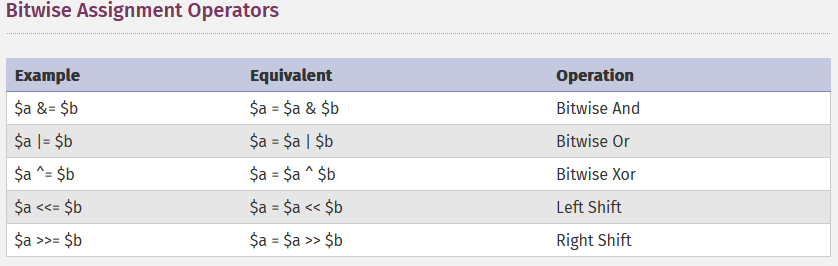 Bitwise Assignment Operators
Example Equivalent Operation
$a &= $b $a = $a & $b Bitwise And
$a |= $b $a = $a | $b Bitwise Or
$a ^= $b $a = $a ^ $b Bitwise Xor
$a <<= $b $a = $a << $b Left Shift
$a >>= $b $a = $a >> $b Right Shift